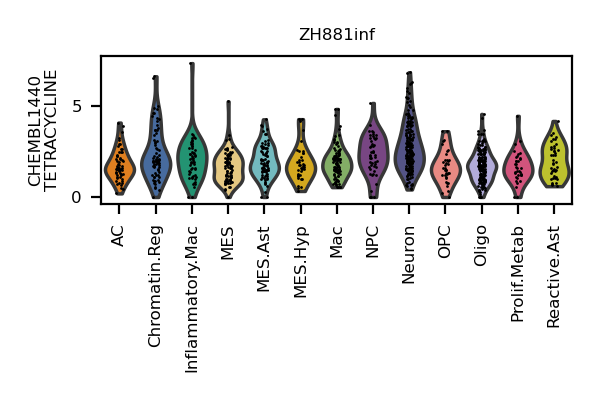 ZH881inf
CHEMBL1440
TETRACYCLINE
5
0
AC
Chromatin.Reg
Inflammatory.Mac
MES
MES.Ast
MES.Hyp
Mac
NPC
Neuron
OPC
Oligo
Prolif.Metab
Reactive.Ast